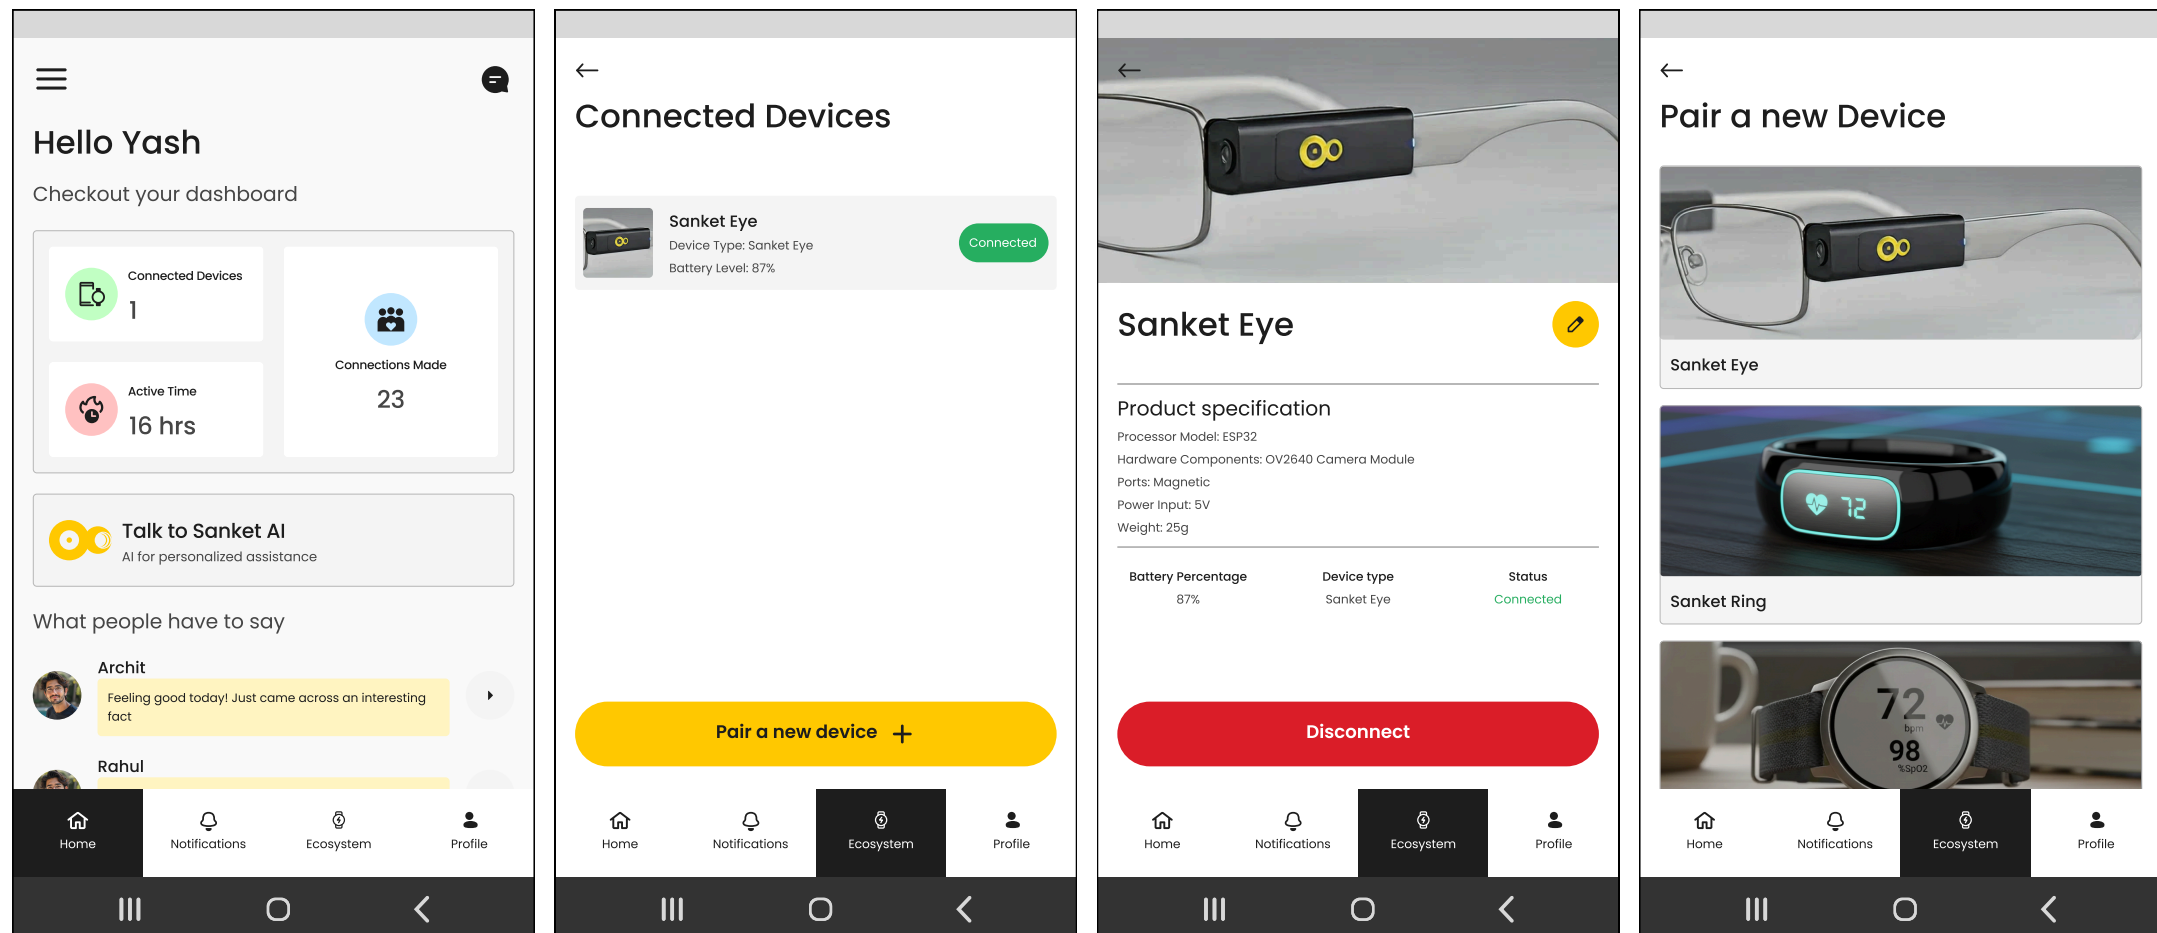 Hello Yash
Checkout your dashboard
Connected Devices
1
Active Time
16 hrs
Connections Made
23
Talk to Sanket AI
AI for personalized assistance
What people have to say
Archit
Feeling good today! Just came across an interesting
fact
Rahul
Home
Notifications
Ecosystem
Profile
Connected Devices
Sanket Eye
Device Type: Sanket Eye
Battery Level: 87%
Connected
Pair a new device
Home
Notifications
Ecosystem
Profile
Sanket Eye
Product specification
Processor Model: ESP32
Hardware Components: OV2640 Camera Module
Ports: Magnetic
Power Input: 5V
Weight: 25g
Battery Percentage
87%
Device type
Sanket Eye
Status
Connected
Disconnect
Home
Notifications
Ecosystem
Profile
Pair a new Device
Sanket Eye
72
Sanket Ring
72
bpm
98
%SpO2
Home
Notifications
Ecosystem
Profile